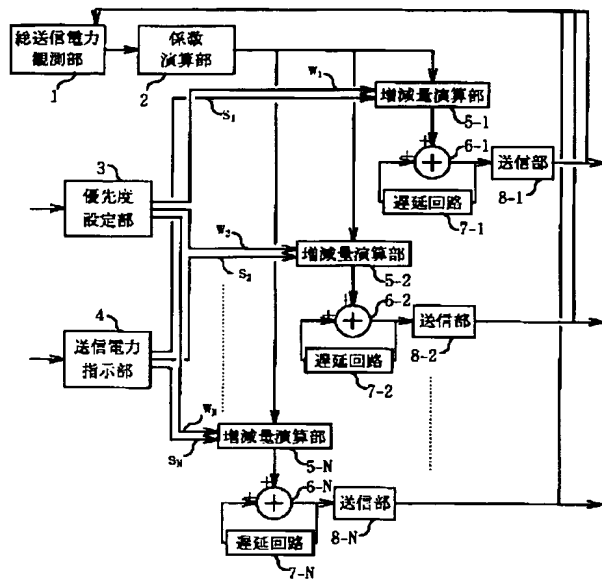 総送信電力
観測部
1
係数
演算部
2
W1
S1
増減量演算部
5-1
+
+
+
6-1
送信部
8-1
遅延回路
7-1
3
優先度
設定部
W2
S2
増減量演算部
5-2
+
+
+
6-2
送信部
8-2
遅延回路
7-2
4
送信電力
指示部
WN
SN
増減量演算部
5-N
+
+
+
6-N
送信部
8-N
遅延回路
7-N